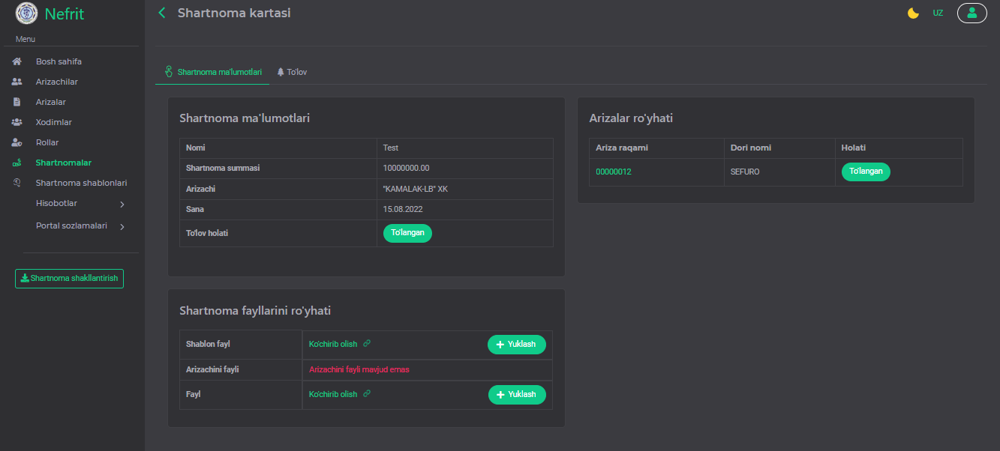 Nefrit
Menu
Bosh sahifa
Arizachilar
Arizalar
Xodimlar
Rollar
Shartnomalar
Shartnoma shablonlari
Hisobotlar
Portal sozlamalari
Shartnoma shakllantirish
Shartnoma kartasi
UZ
Shartnoma ma'lumotlari
To'lov
Shartnoma ma'lumotlari
Nomi Test
Shartnoma summasi 10000000.00
Arizachi "KAMALAK-LB" XK
Sana 15.08.2022
To'lov holati To'langan
Arizalar ro'yhati
Ariza raqami Dori nomi Holati
00000012 SEFURO To'langan
Shartnoma fayllarini ro'yhati
Shablon fayl Ko'chirib olish + Yuklash
Arizachini fayli Arizachini fayli mavjud emas
Fayl Ko'chirib olish + Yuklash